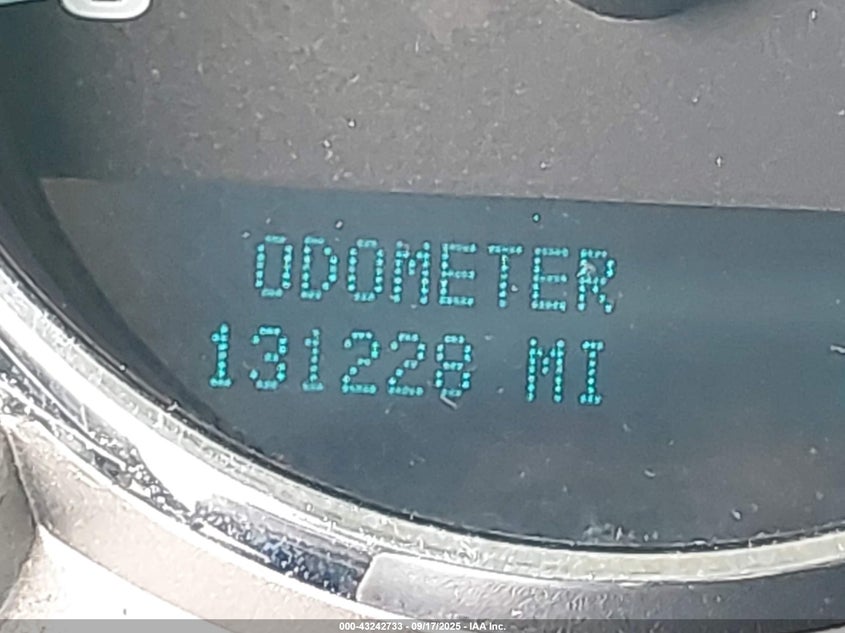 ODOMETER
131228 MI
000-43242733 - 09/17/2025 - IAA Inc.